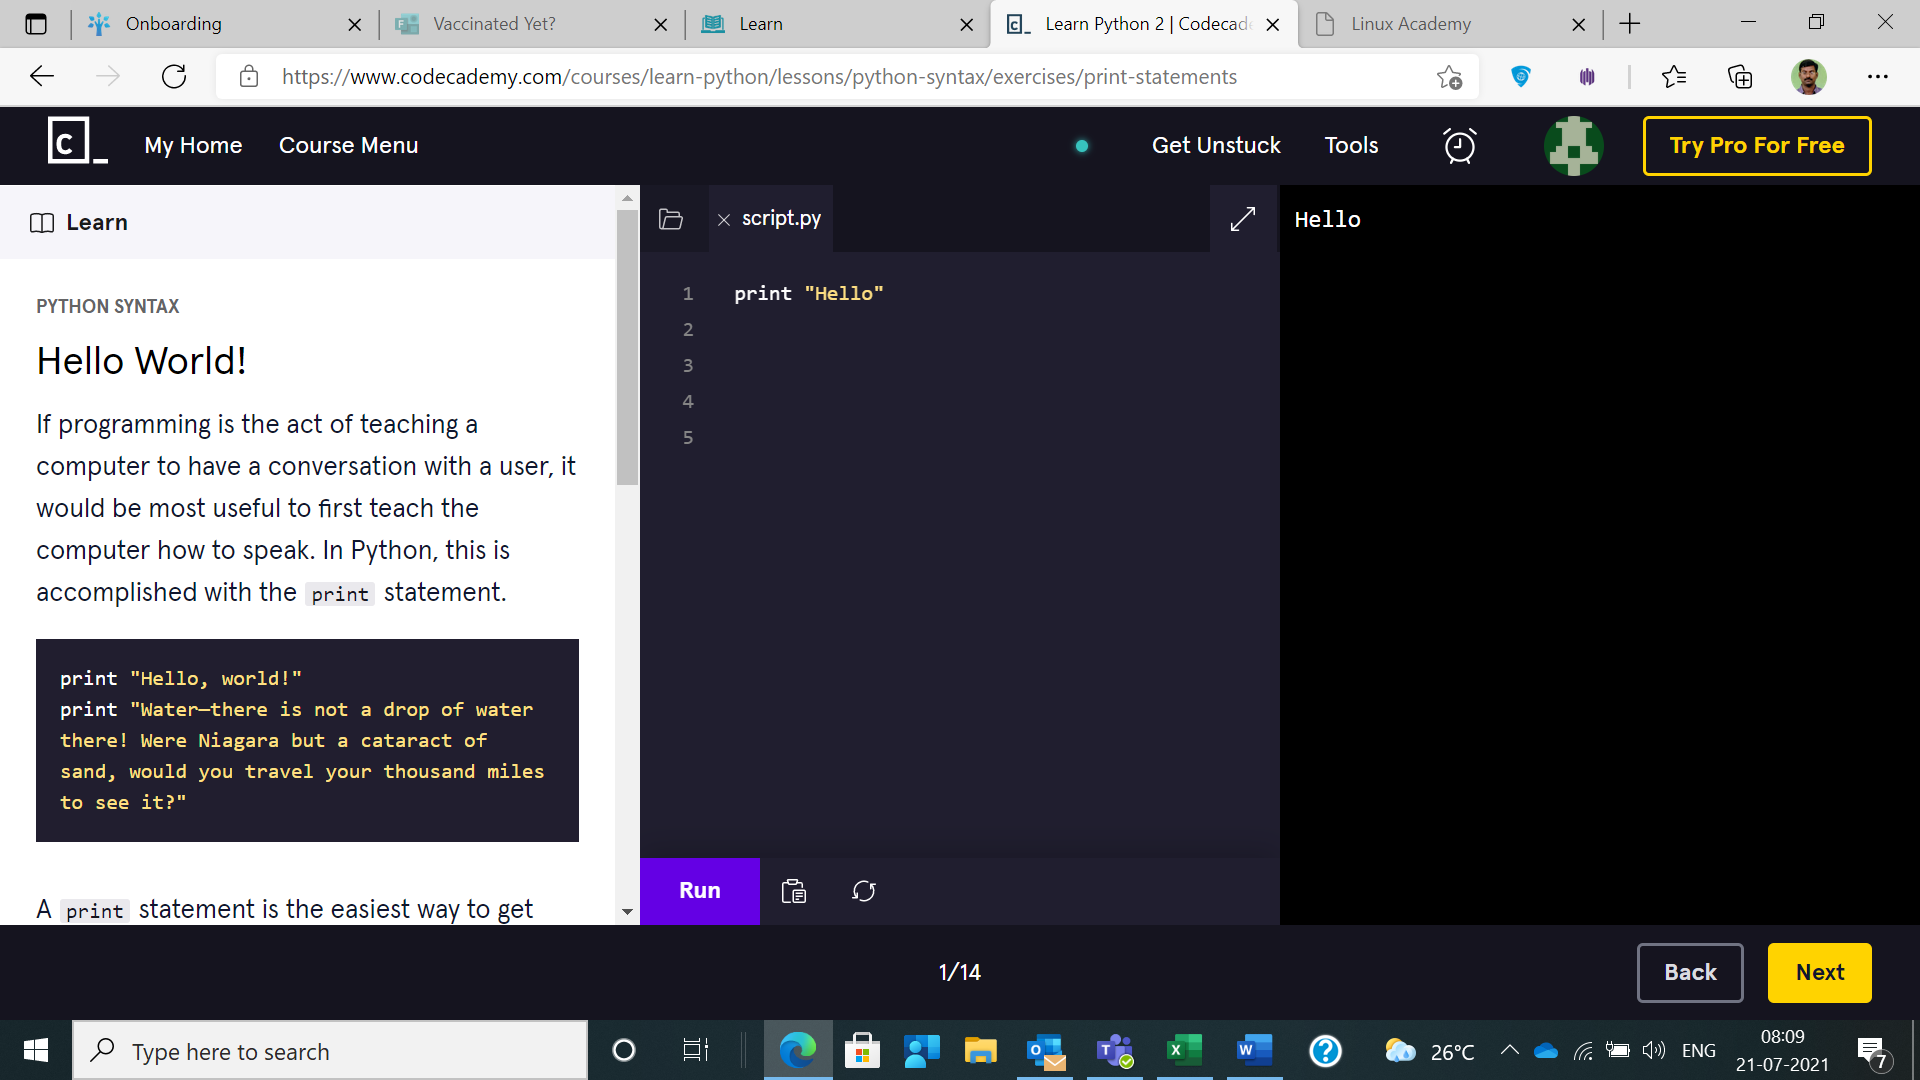 Onboarding
Vaccinated Yet?
Learn
Learn Python 2 | Codecade
Linux Academy
https://www.codecademy.com/courses/learn-python/lessons/python-syntax/exercises/print-statements
My Home
Course Menu
Get Unstuck
Tools
Try Pro For Free
Learn
PYTHON SYNTAX
Hello World!
If programming is the act of teaching a
computer to have a conversation with a user, it
would be most useful to first teach the
computer how to speak. In Python, this is
accomplished with the print statement.
print "Hello, world!"
print "Water—there is not a drop of water
there! Were Niagara but a cataract of
sand, would you travel your thousand miles
to see it?"
A print statement is the easiest way to get
script.py
1 print "Hello"
2
3
4
5
Run
Hello
1/14
Back
Next
Type here to search
26°C
ENG
08:09
21-07-2021
7